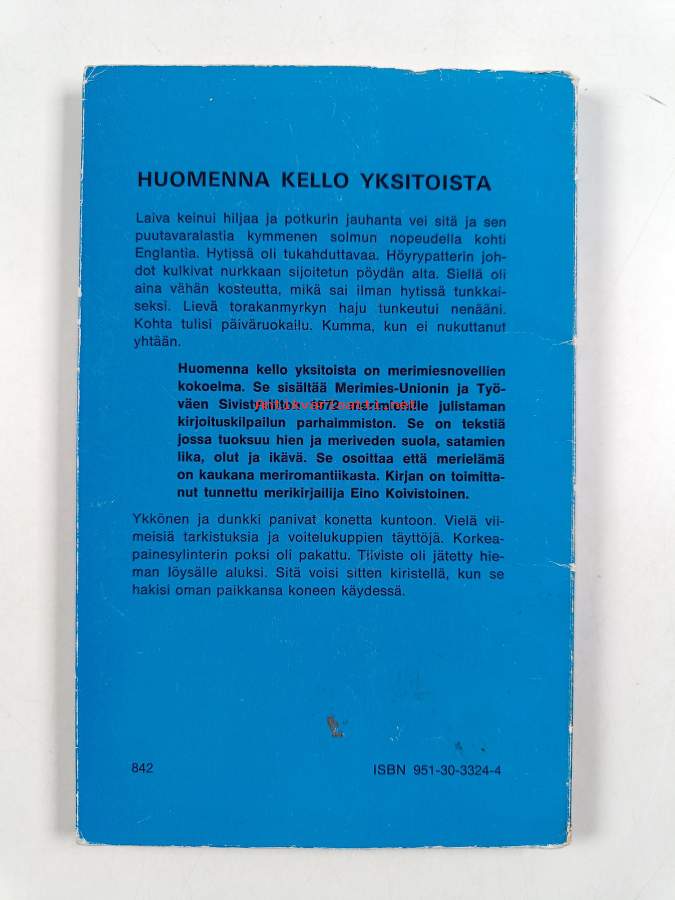 HUOMENNA KELLO YKSITOISTA
Laiva keinui hiljaa ja potkurin jauhanta vei sitä ja sen
puutavaralastia kymmenen solmun nopeudella kohti
Englantia. Hytissä oli tukahduttavaa. Höyrypatterin joh-
dot kulkivat nurkkaan sijoitetun pöydän alta. Siellä oli
aina vähän kosteutta, mikä sai ilman hytissä tunkkai-
seksi. Lievä torakanmyrkyn haju tunkeutui nenääni.
Kohta tulisi päiväruokailu. Kumma, kun ei nukuttanut
yhtään.
Huomenna kello yksitoista on merimiesnovellien
kokoelma. Se sisältää Merimies-Unionin ja Työ-
väen Sivistysliiton 1972 julistaman
kirjoituskilpailun parhaimmiston. Se on tekstiä
jossa tuoksuu hien ja meriveden suola, satamien
lika, olut ja ikävä. Se osoittaa että merielämä
on kaukana meriromantiikasta. Kirjan on toimitta-
nut tunnettu merikirjailija Eino Koivistoinen.
Ykkönen ja dunkki panivat konetta kuntoon. Vielä vii-
meisiä tarkistuksia ja voitelukuppien täyttöjä. Korkea-
painesylinterin poksi oli pakattu. Tiiviste oli jätetty hie-
man löysälle aluksi. Sitä voisi sitten kiristellä, kun se
hakisi oman paikkansa koneen käydessä.
842
ISBN 951-30-3324-4